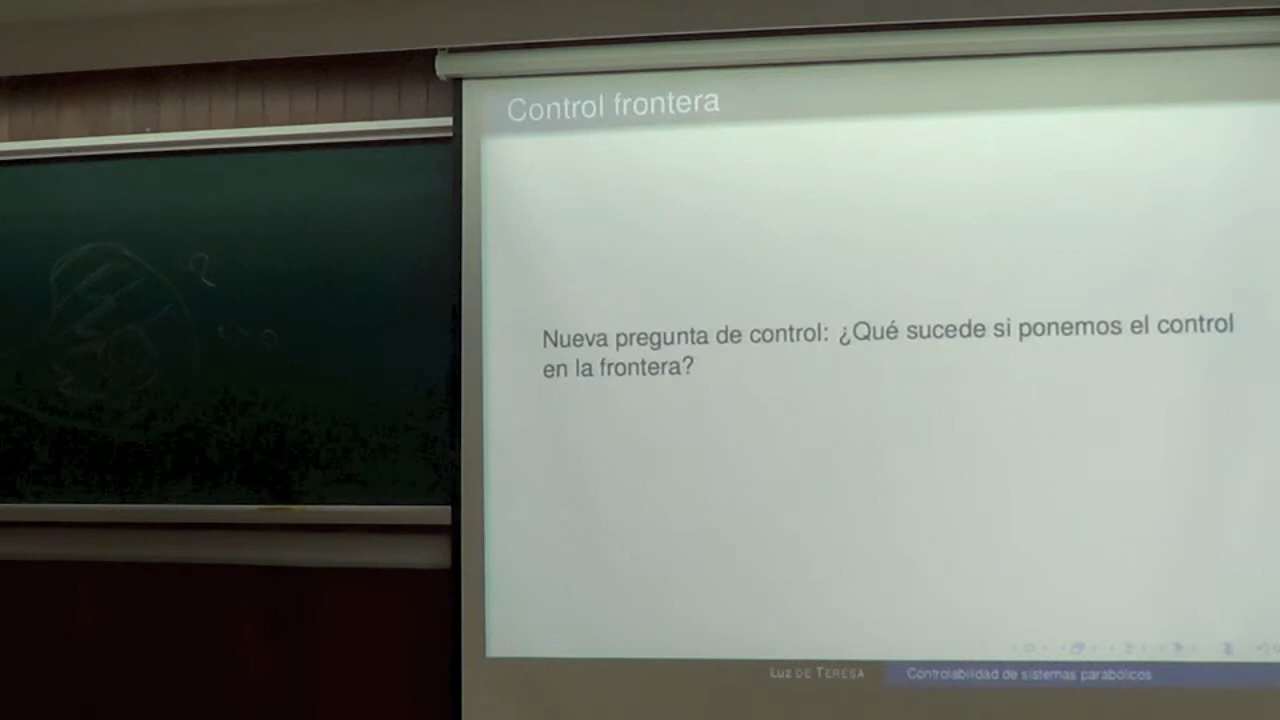 Control frontera
Nueva pregunta de control: ¿Qué sucede si ponemos el control
en la frontera?
LUZ DE TERESA
Controlabilidad de sistemas parabólicos